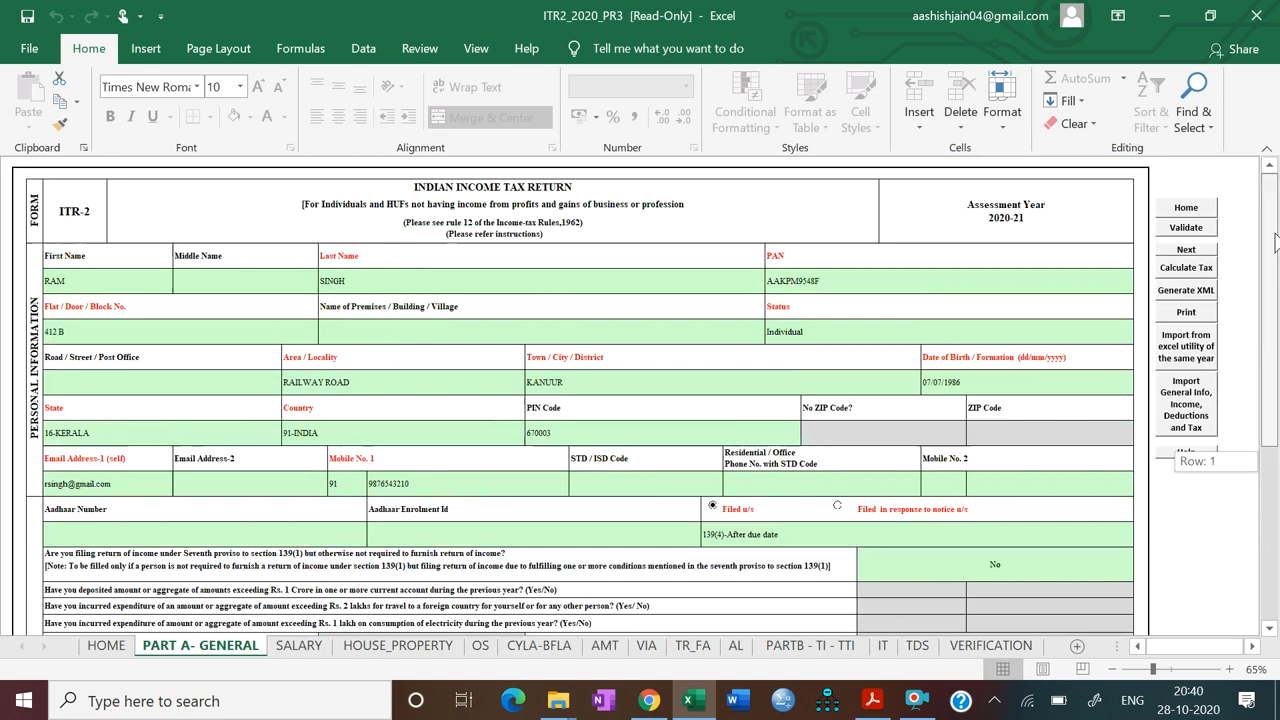 ITR2_2020_PR3 [Read-Only] – Excel
aashishjain04@gmail.com
File Home Insert Page Layout Formulas Data Review View Help Tell me what you want to do Share
Times New Roma 10
Wrap Text
Paste
B I U
Merge & Center
Conditional Formatting
Format as Table
Cell Styles
Insert Delete Format
AutoSum
Fill
Clear
Sort & Filter
Find & Select
Clipboard Font Alignment Number Styles Cells Editing
FORM
ITR-2
INDIAN INCOME TAX RETURN
[For Individuals and HUFs not having income from profits and gains of business or profession
(Please see rule 12 of the Income-tax Rules,1962)
(Please refer instructions)
Assessment Year
2020-21
PERSONAL INFORMATION
First Name Middle Name Last Name PAN
RAM SINGH AAKPM9548F
Flat / Door / Block No. Name of Premises / Building / Village Status
412 B Individual
Road / Street / Post Office Area / Locality Town / City / District Date of Birth / Formation (dd/mm/yyyy)
RAILWAY ROAD KANUUR 07/07/1986
State Country PIN Code No ZIP Code? ZIP Code
16-KERALA 91-INDIA 670003
Email Address-1 (self) Email Address-2 Mobile No. 1 STD / ISD Code Residential / Office Phone No. with STD Code Mobile No. 2
rsingh@gmail.com 91 9876543210
Aadhaar Number Aadhaar Enrolment Id Filed u/s Filed in response to notice u/s
139(4)-After due date
Are you filing return of income under Seventh proviso to section 139(1) but otherwise not required to furnish return of income?
[Note: To be filled only if a person is not required to furnish a return of income under section 139(1) but filing return of income due to fulfilling one or more conditions mentioned in the seventh proviso to section 139(1)]
No
Have you deposited amount or aggregate of amounts exceeding Rs. 1 Crore in one or more current account during the previous year? (Yes/No)
Have you incurred expenditure of an amount or aggregate of amount exceeding Rs. 2 lakhs for travel to a foreign country for yourself or for any other person? (Yes/ No)
Have you incurred expenditure of amount or aggregate of amount exceeding Rs. 1 lakh on consumption of electricity during the previous year? (Yes/No)
Home
Validate
Next
Calculate Tax
Generate XML
Print
Import from excel utility of the same year
Import General Info, Income, Deductions and Tax
Row: 1
HOME PART A- GENERAL SALARY HOUSE_PROPERTY OS CYLA-BFLA AMT VIA TR_FA AL PARTB - TI - TTI IT TDS VERIFICATION
65%
Type here to search
ENG
20:40
28-10-2020